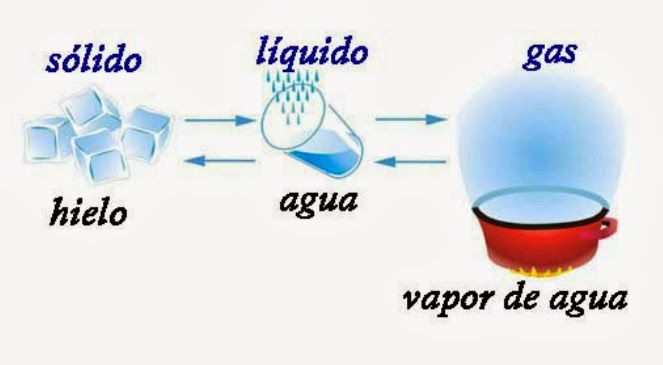 sólido
líquido
gas
hielo
agua
vapor de agua